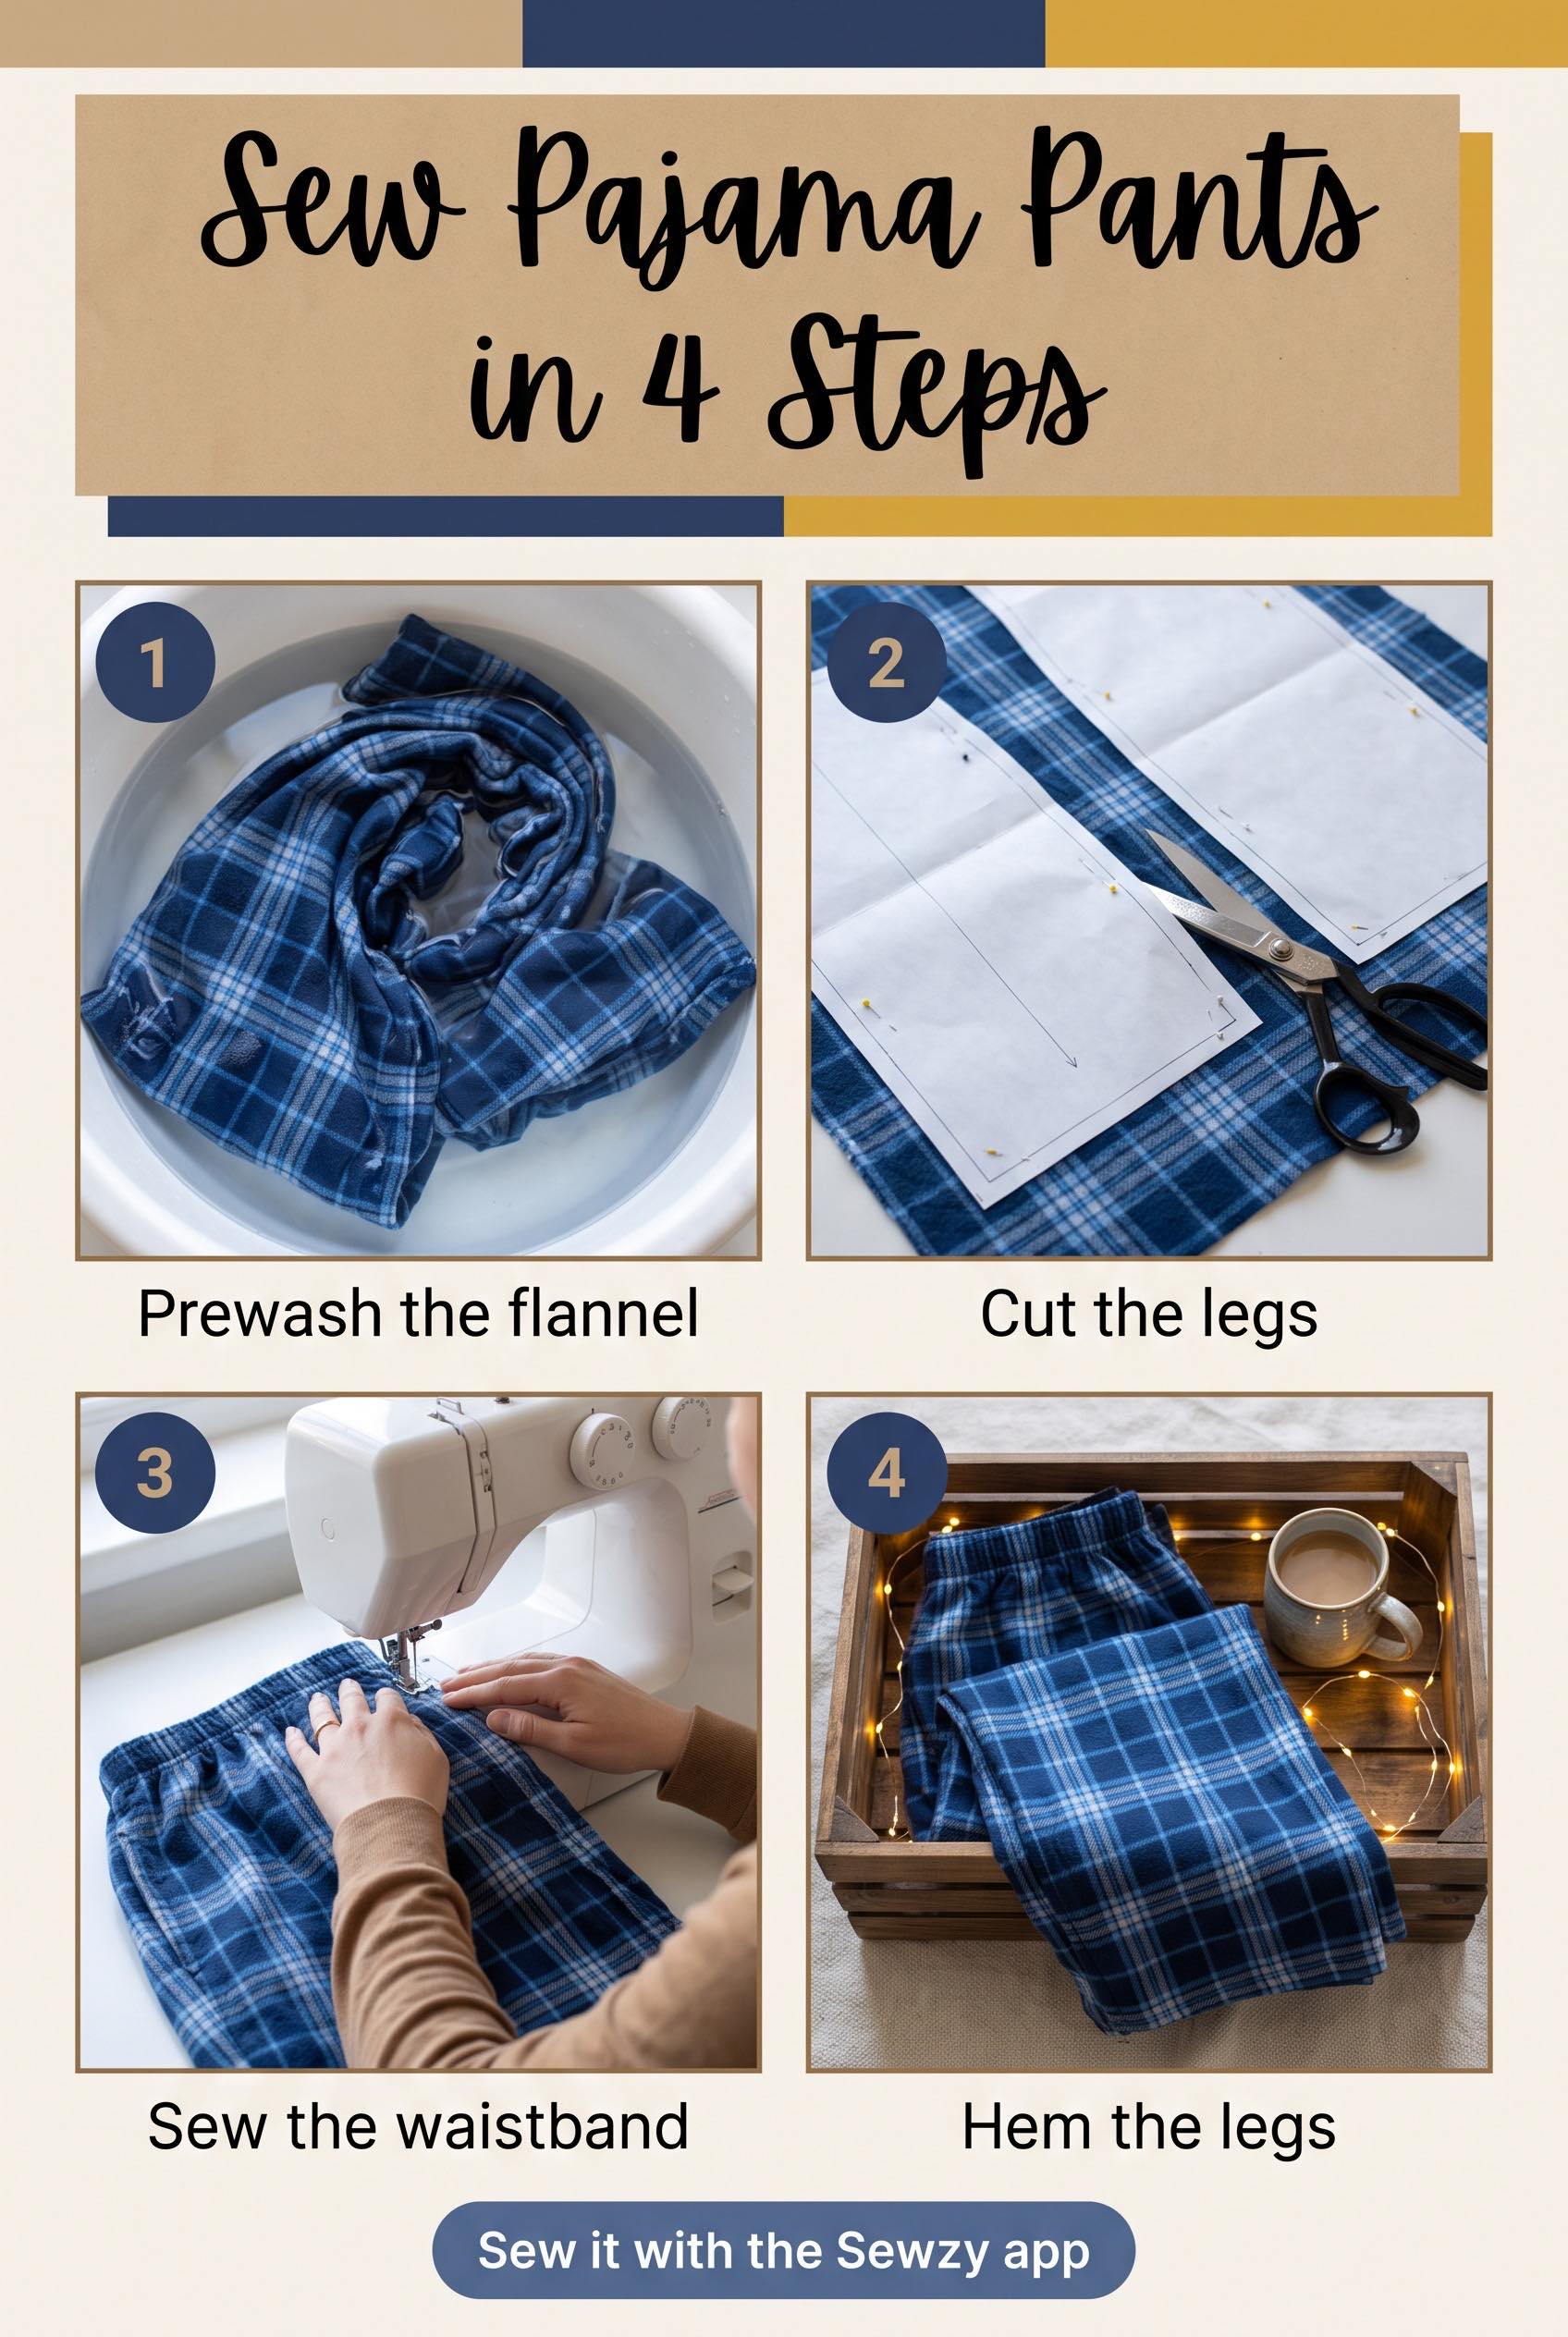 Sew Pajama Pants
in 4 Steps
1
2
Prewash the flannel
Cut the legs
3
4
Sew the waistband
Hem the legs
Sew it with the Sewzy app